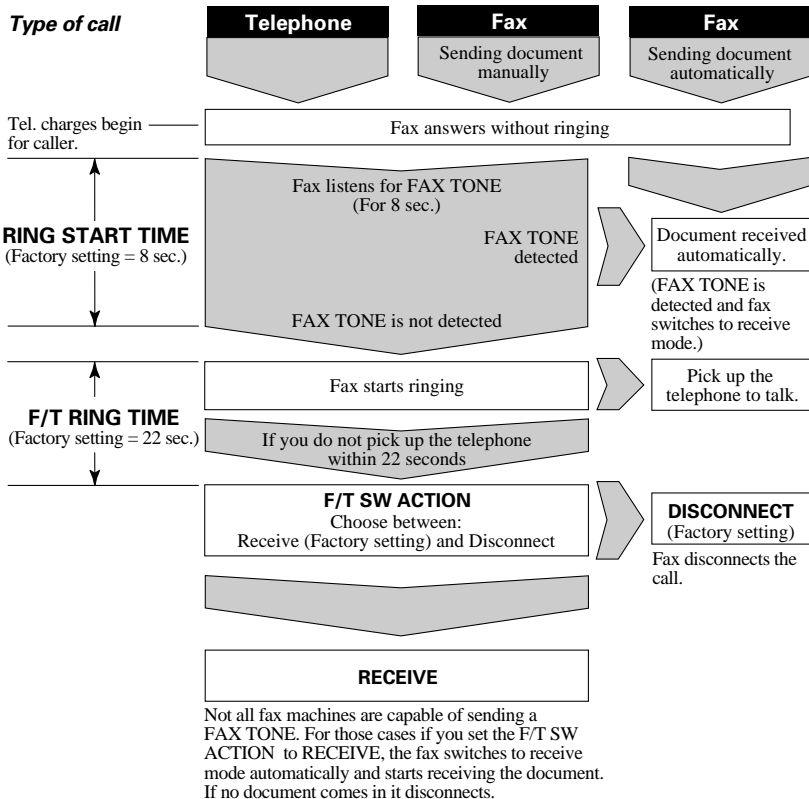 Type of call
Telephone
Fax
Fax
Sending document
manually
Sending document
automatically
Tel. charges begin
for caller.
Fax answers without ringing
RING START TIME
(Factory setting = 8 sec.)
Fax listens for FAX TONE
(For 8 sec.)
FAX TONE
detected
FAX TONE is not detected
Document received
automatically.
(FAX TONE is
detected and fax
switches to receive
mode.)
F/T RING TIME
(Factory setting = 22 sec.)
Fax starts ringing
Pick up the
telephone to talk.
If you do not pick up the telephone
within 22 seconds
F/T SW ACTION
Choose between:
Receive (Factory setting) and Disconnect
DISCONNECT
(Factory setting)
Fax disconnects the
call.
RECEIVE
Not all fax machines are capable of sending a
FAX TONE. For those cases if you set the F/T SW
ACTION to RECEIVE, the fax switches to receive
mode automatically and starts receiving the document.
If no document comes in it disconnects.